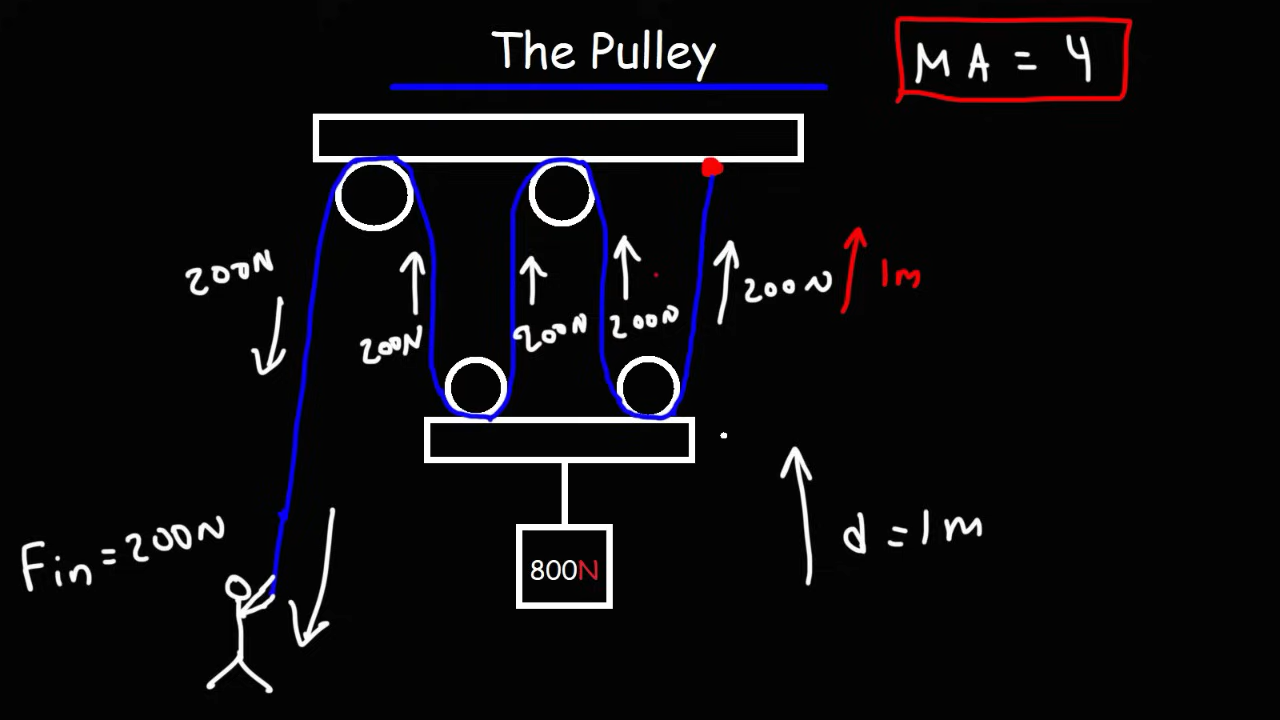 The Pulley
MA = 4
200N
200N
200N
200N
200N
1m
Fin = 200N
d = 1m
800N